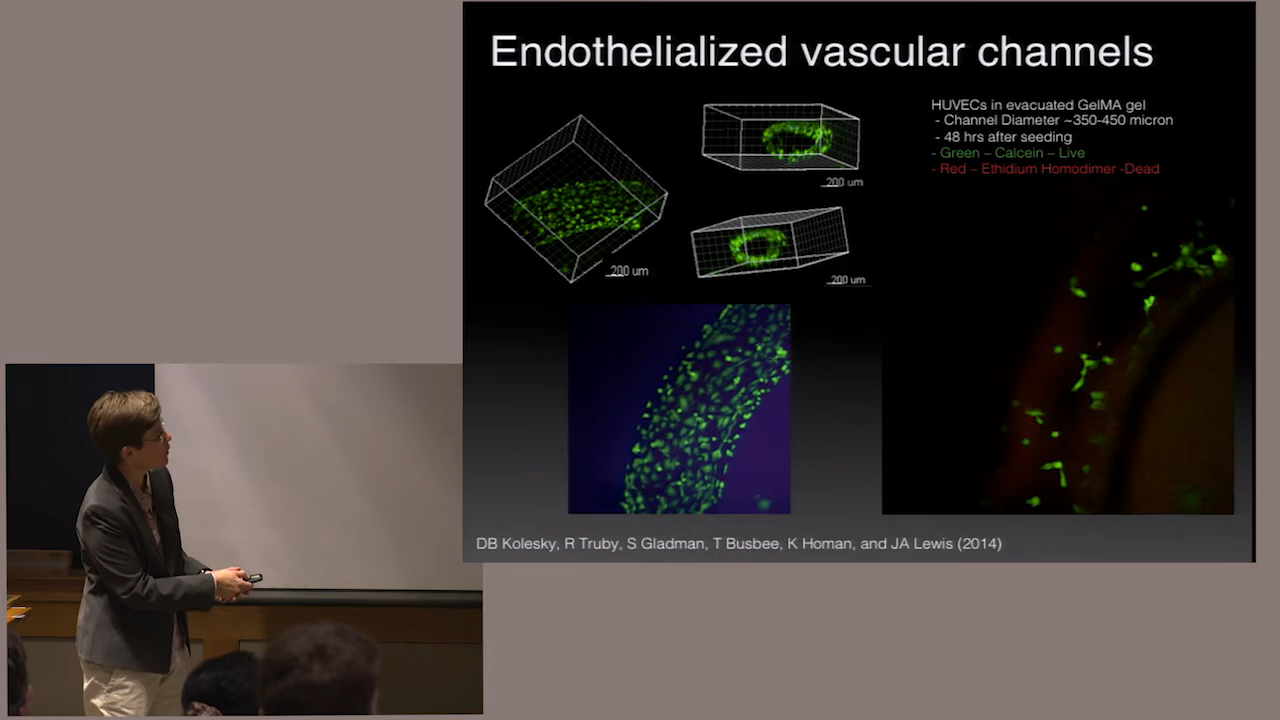 Endothelialized vascular channels
HUVECs in evacuated GelMA gel
- Channel Diameter ~350-450 micron
- 48 hrs after seeding
- Green – Calcein – Live
- Red – Ethidium Homodimer -Dead
200 um
200 um
200 um
DB Kolesky, R Truby, S Gladman, T Busbee, K Homan, and JA Lewis (2014)